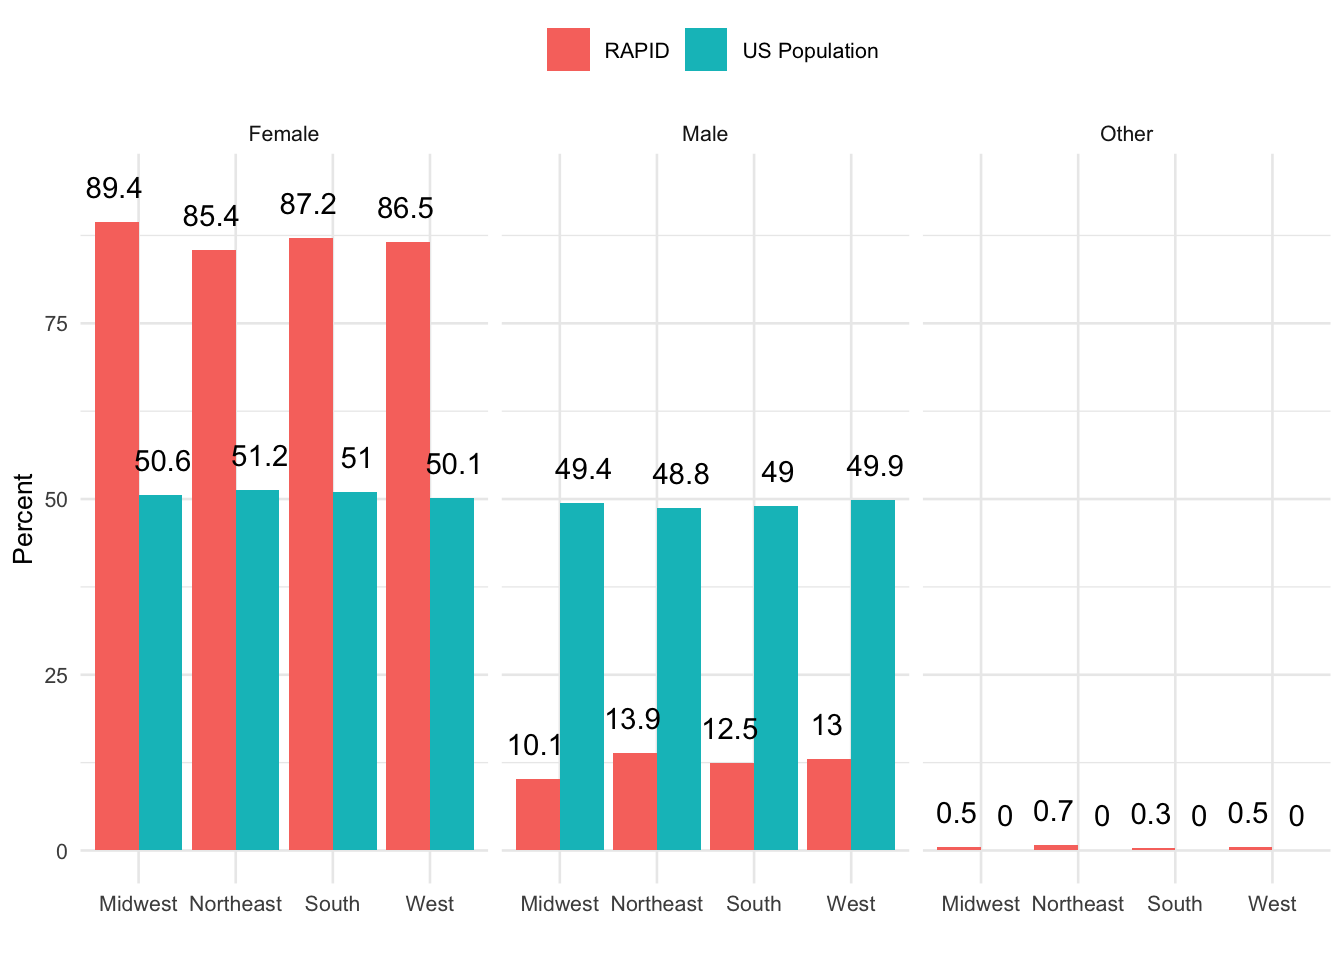 RAPID US Population
Female Male Other
89.4 85.4 87.2 86.5
75
50.6 51.2 51 50.1 49.4 48.8 49 49.9
50
Percent
25
10.1 13.9 12.5 13
0.5 0 0.7 0 0.3 0 0.5 0
0
Midwest Northeast South West Midwest Northeast South West Midwest Northeast South West